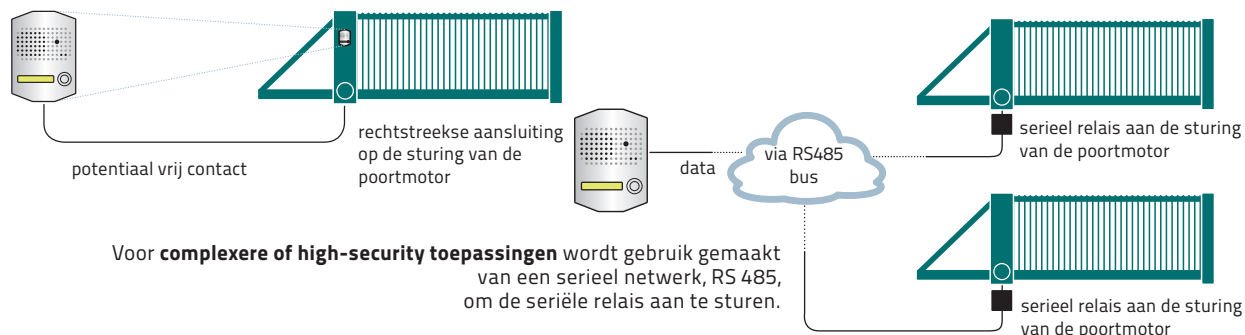 potentiaal vrij contact
rechtstreekse aansluiting
op de sturing van de
poortmotor
data
via RS485
bus
serieel relais aan de sturing
van de poortmotor
Voor complexere of high-security toepassingen wordt gebruik gemaakt
van een serieel netwerk, RS 485,
om de seriële relais aan te sturen.
serieel relais aan de sturing
van de poortmotor